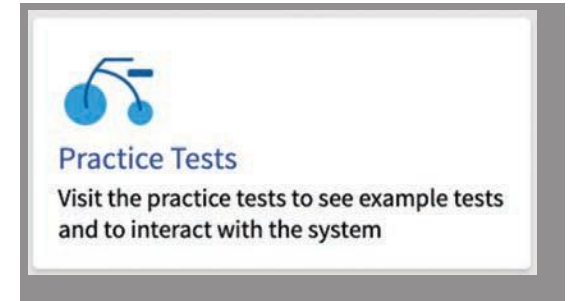 Practice Tests
Visit the practice tests to see example tests
and to interact with the system